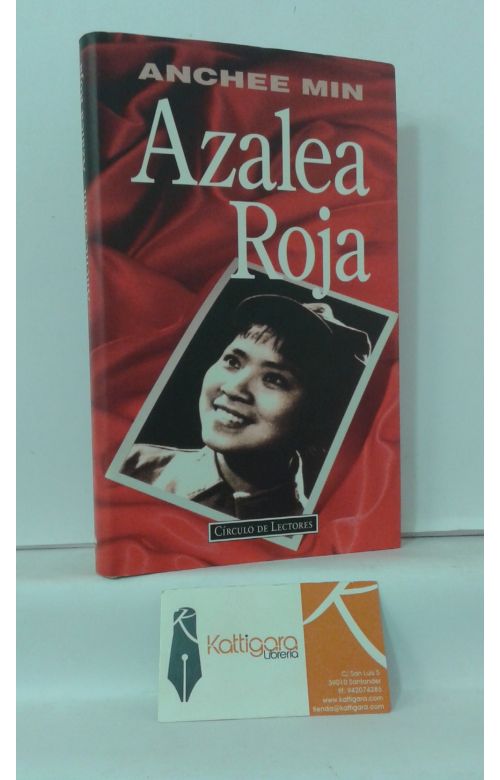 ANCHEE MIN
Azalea
Roja
CÍRCULO DE LECTORES
Kattigara
Librería
C/ San Luis 5
39010 Santander
tlf: 942074285
www.kattigara.com
tienda@kattigara.com